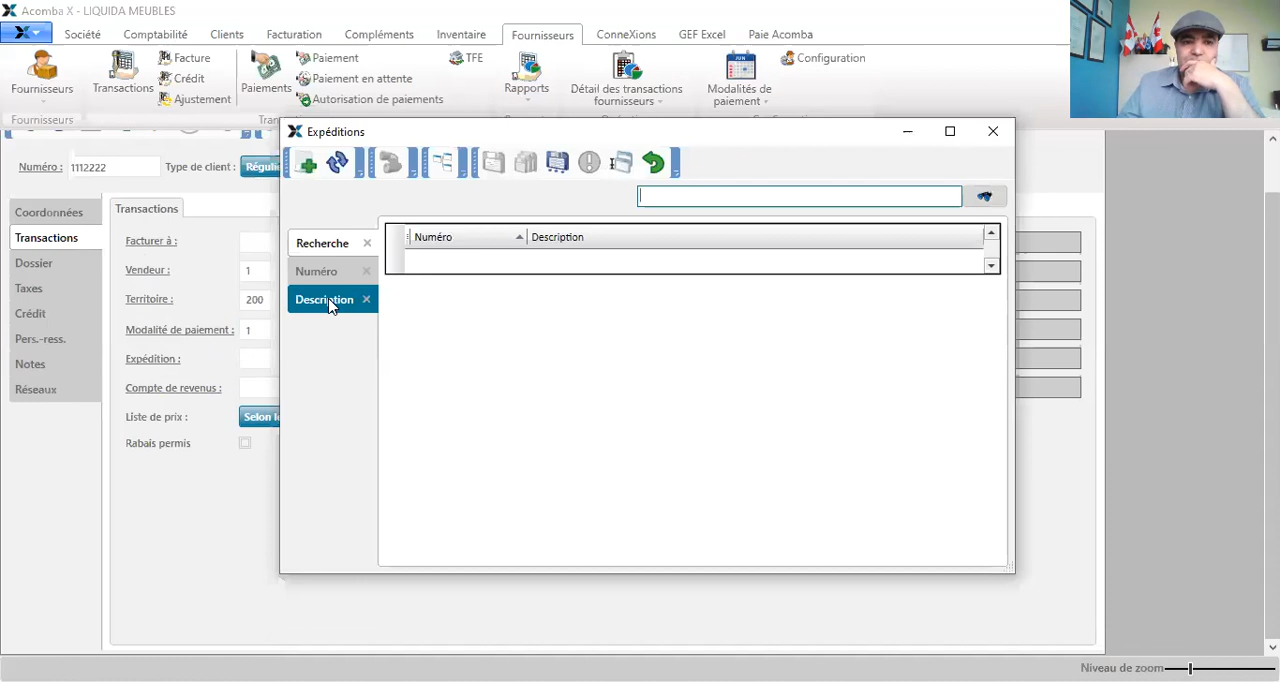 Acomba X - LIQUIDA MEUBLES
Société Comptabilité Clients Facturation Compléments Inventaire Fournisseurs ConneXions GEF Excel Paie Acomba
Fournisseurs
Transactions
Facture
Crédit
Ajustement
Paiements
Paiement
Paiement en attente
Autorisation de paiements
TFE
Rapports
Détail des transactions
fournisseurs
JUN
Modalités de
paiement
Configuration
Fournisseurs
Expéditions
Numéro : 1112222 Type de client :
Coordonnées
Transactions
Dossier
Taxes
Crédit
Pers.-ress.
Notes
Réseaux
Transactions
Facturer à :
Vendeur : 1
Territoire : 200
Modalité de paiement : 1
Expédition :
Compte de revenus :
Liste de prix :
Rabais permis
Recherche
Numéro
Description
Numéro Description
Niveau de zoom